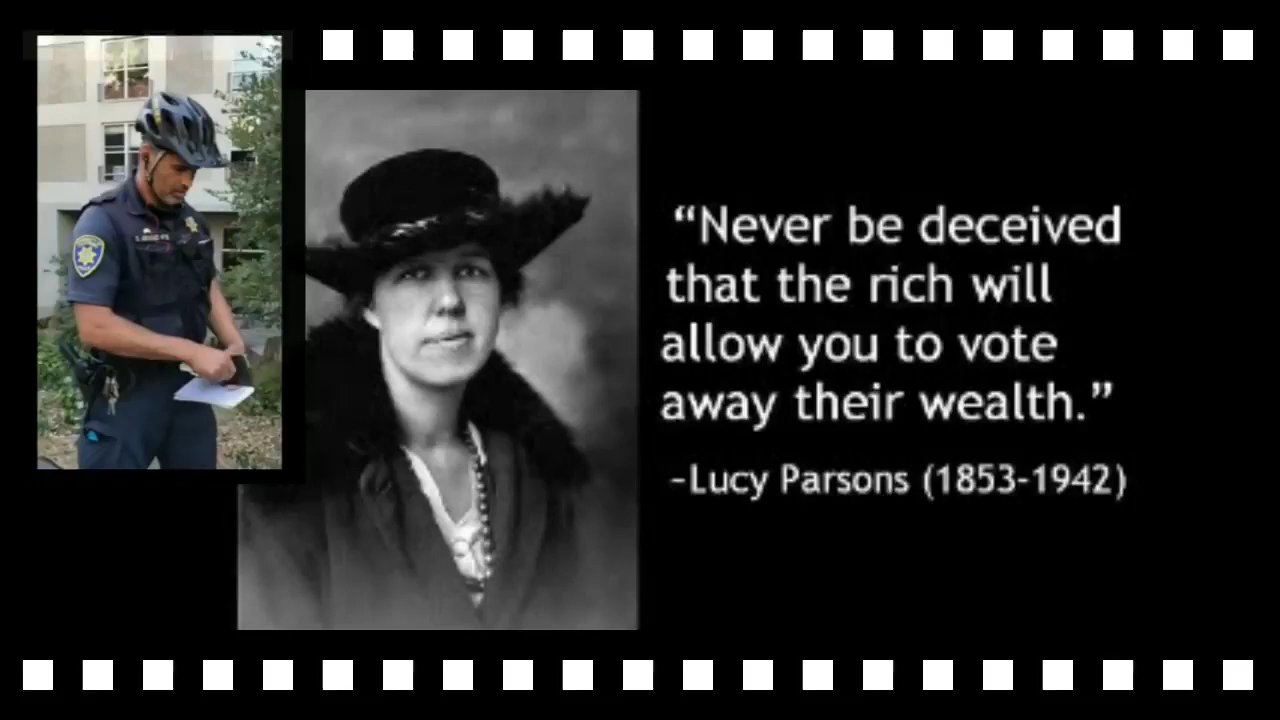 “Never be deceived
that the rich will
allow you to vote
away their wealth.”
–Lucy Parsons (1853-1942)